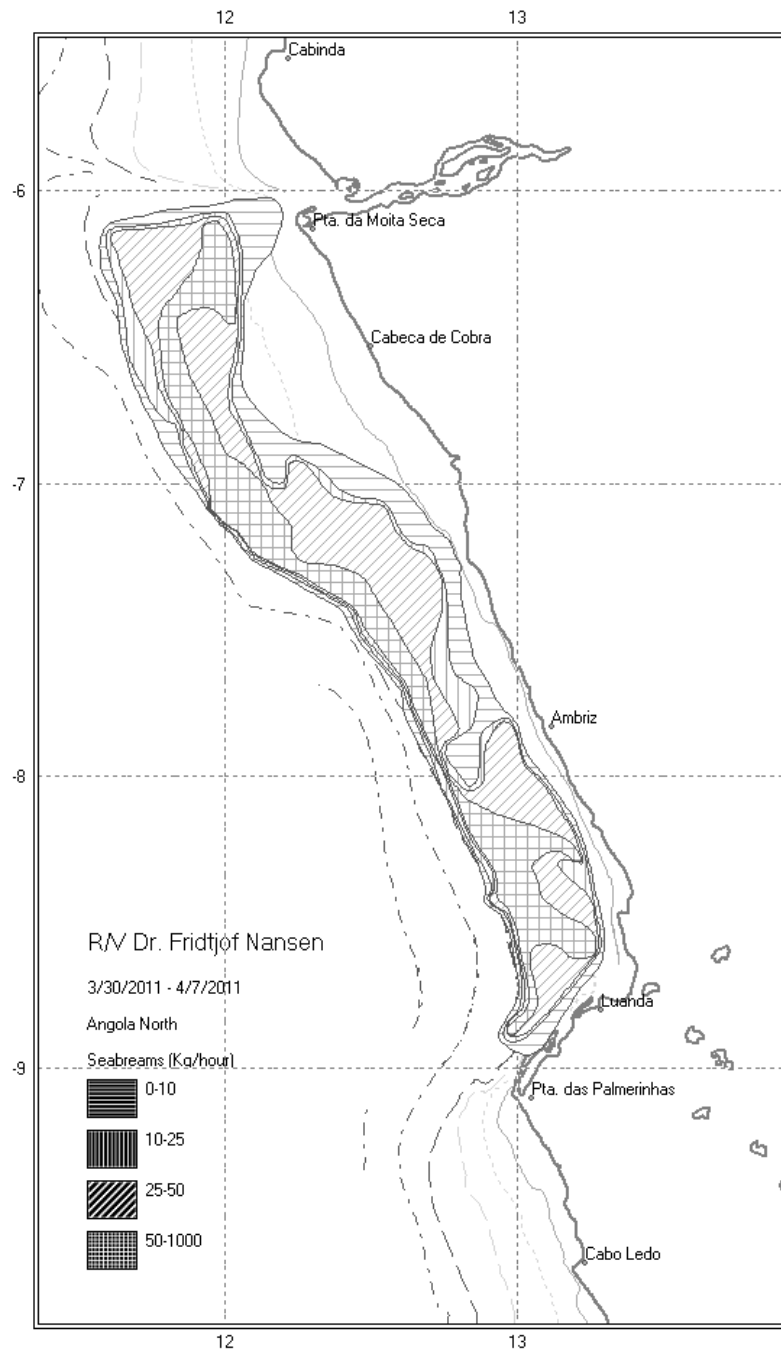 12 13
Cabinda
-6
Pta. da Moita Seca
Cabeca de Cobra
-7
Ambriz
-8
R/V Dr. Fridtjof Nansen
3/30/2011 - 4/7/2011
Angola North
Luanda
Seabreams (Kg/hour)
-9
0-10
Pta. das Palmerinhas
10-25
25-50
50-1000
Cabo Ledo
12 13